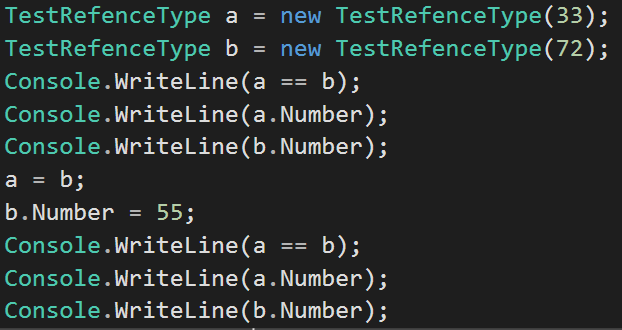 TestRefenceType a = new TestRefenceType(33);
TestRefenceType b = new TestRefenceType(72);
Console.WriteLine(a == b);
Console.WriteLine(a.Number);
Console.WriteLine(b.Number);
a = b;
b.Number = 55;
Console.WriteLine(a == b);
Console.WriteLine(a.Number);
Console.WriteLine(b.Number);